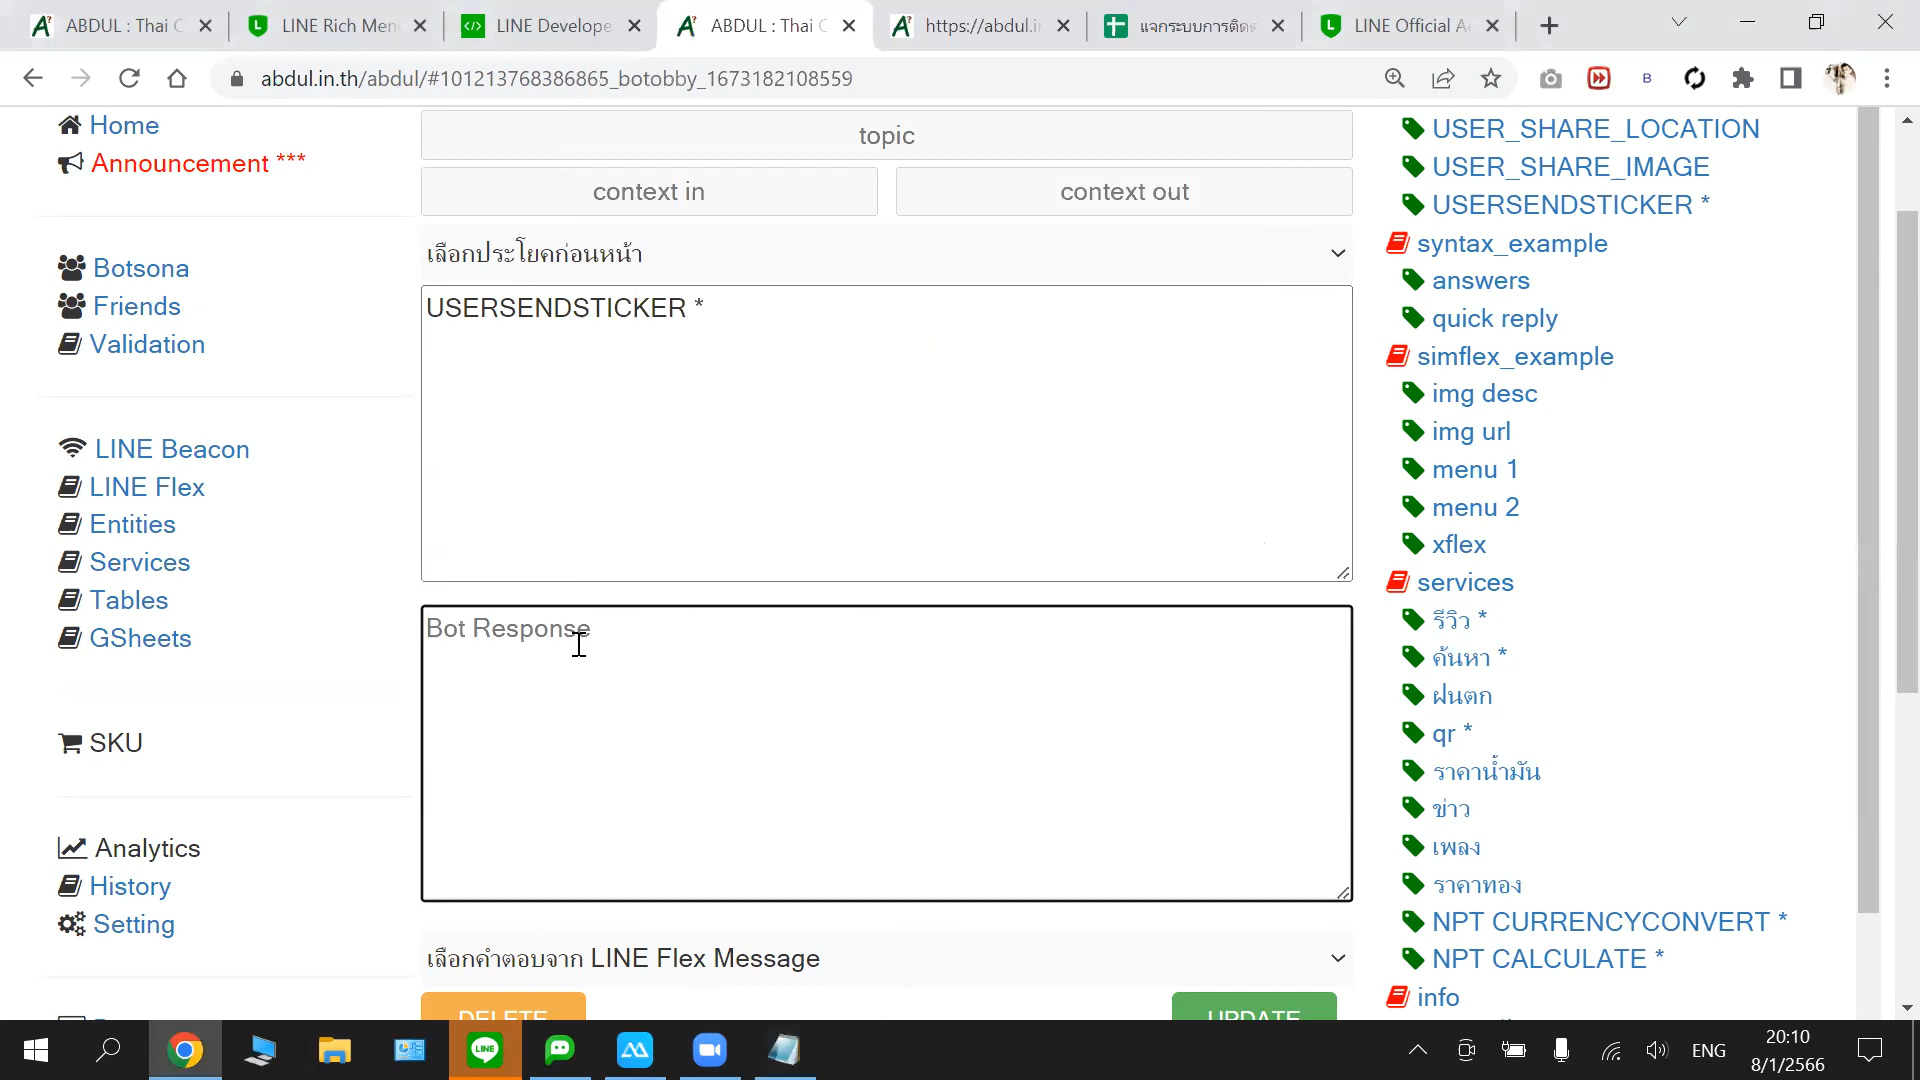 ABDUL : Thai C
LINE Rich Men
LINE Develope
ABDUL : Thai C
https://abdul.in
แจกระบบการติดต
LINE Official A
abdul.in.th/abdul/#101213768386865_botobby_1673182108559
Home
Announcement ***
Botsona
Friends
Validation
LINE Beacon
LINE Flex
Entities
Services
Tables
GSheets
SKU
Analytics
History
Setting
topic
context in
context out
เลือกประโยคก่อนหน้า
USERSENDSTICKER *
Bot Response
เลือกคำตอบจาก LINE Flex Message
DELETE
UPDATE
USER_SHARE_LOCATION
USER_SHARE_IMAGE
USERSENDSTICKER *
syntax_example
answers
quick reply
simflex_example
img desc
img url
menu 1
menu 2
xflex
services
รีวิว *
ค้นหา *
ฝนตก
qr *
ราคาน้ำมัน
ข่าว
เพลง
ราคาทอง
NPT CURRENCYCONVERT *
NPT CALCULATE *
info
LINE
ENG
20:10
8/1/2566